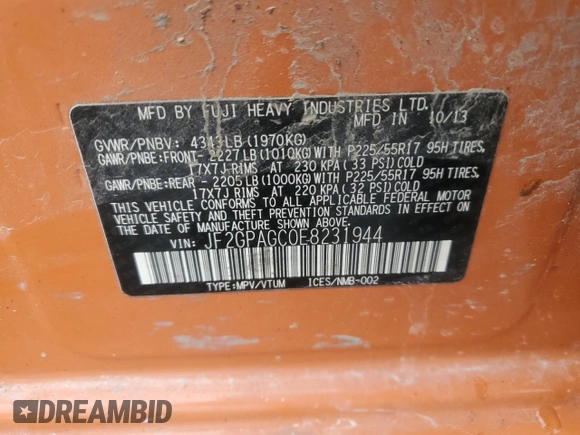 MFD BY FUJI HEAVY INDUSTRIES LTD.
MFD IN 10/13
GVWR/PNBV: 4343LB (1970KG)
GAWR/PNBE:FRONT- 2227LB(1010KG)WITH P225/55R17 95H TIRES,
17X7J RIMS AT 230 KPA(33 PSI)COLD
GAWR/PNBE:REAR - 2205LB(1000KG)WITH P225/55R17 95H TIRES,
17X7J RIMS AT 220 KPA(32 PSI)COLD
THIS VEHICLE CONFORMS TO ALL APPLICABLE FEDERAL MOTOR
VEHICLE SAFETY AND THEFT PREVENTION STANDARDS IN EFFECT ON
THE DATE OF MANUFACTURE SHOWN ABOVE.
VIN: JF2GPAGC0E8231944
TYPE:MPV/VTUM ICES/NMB-002
DREAMBID